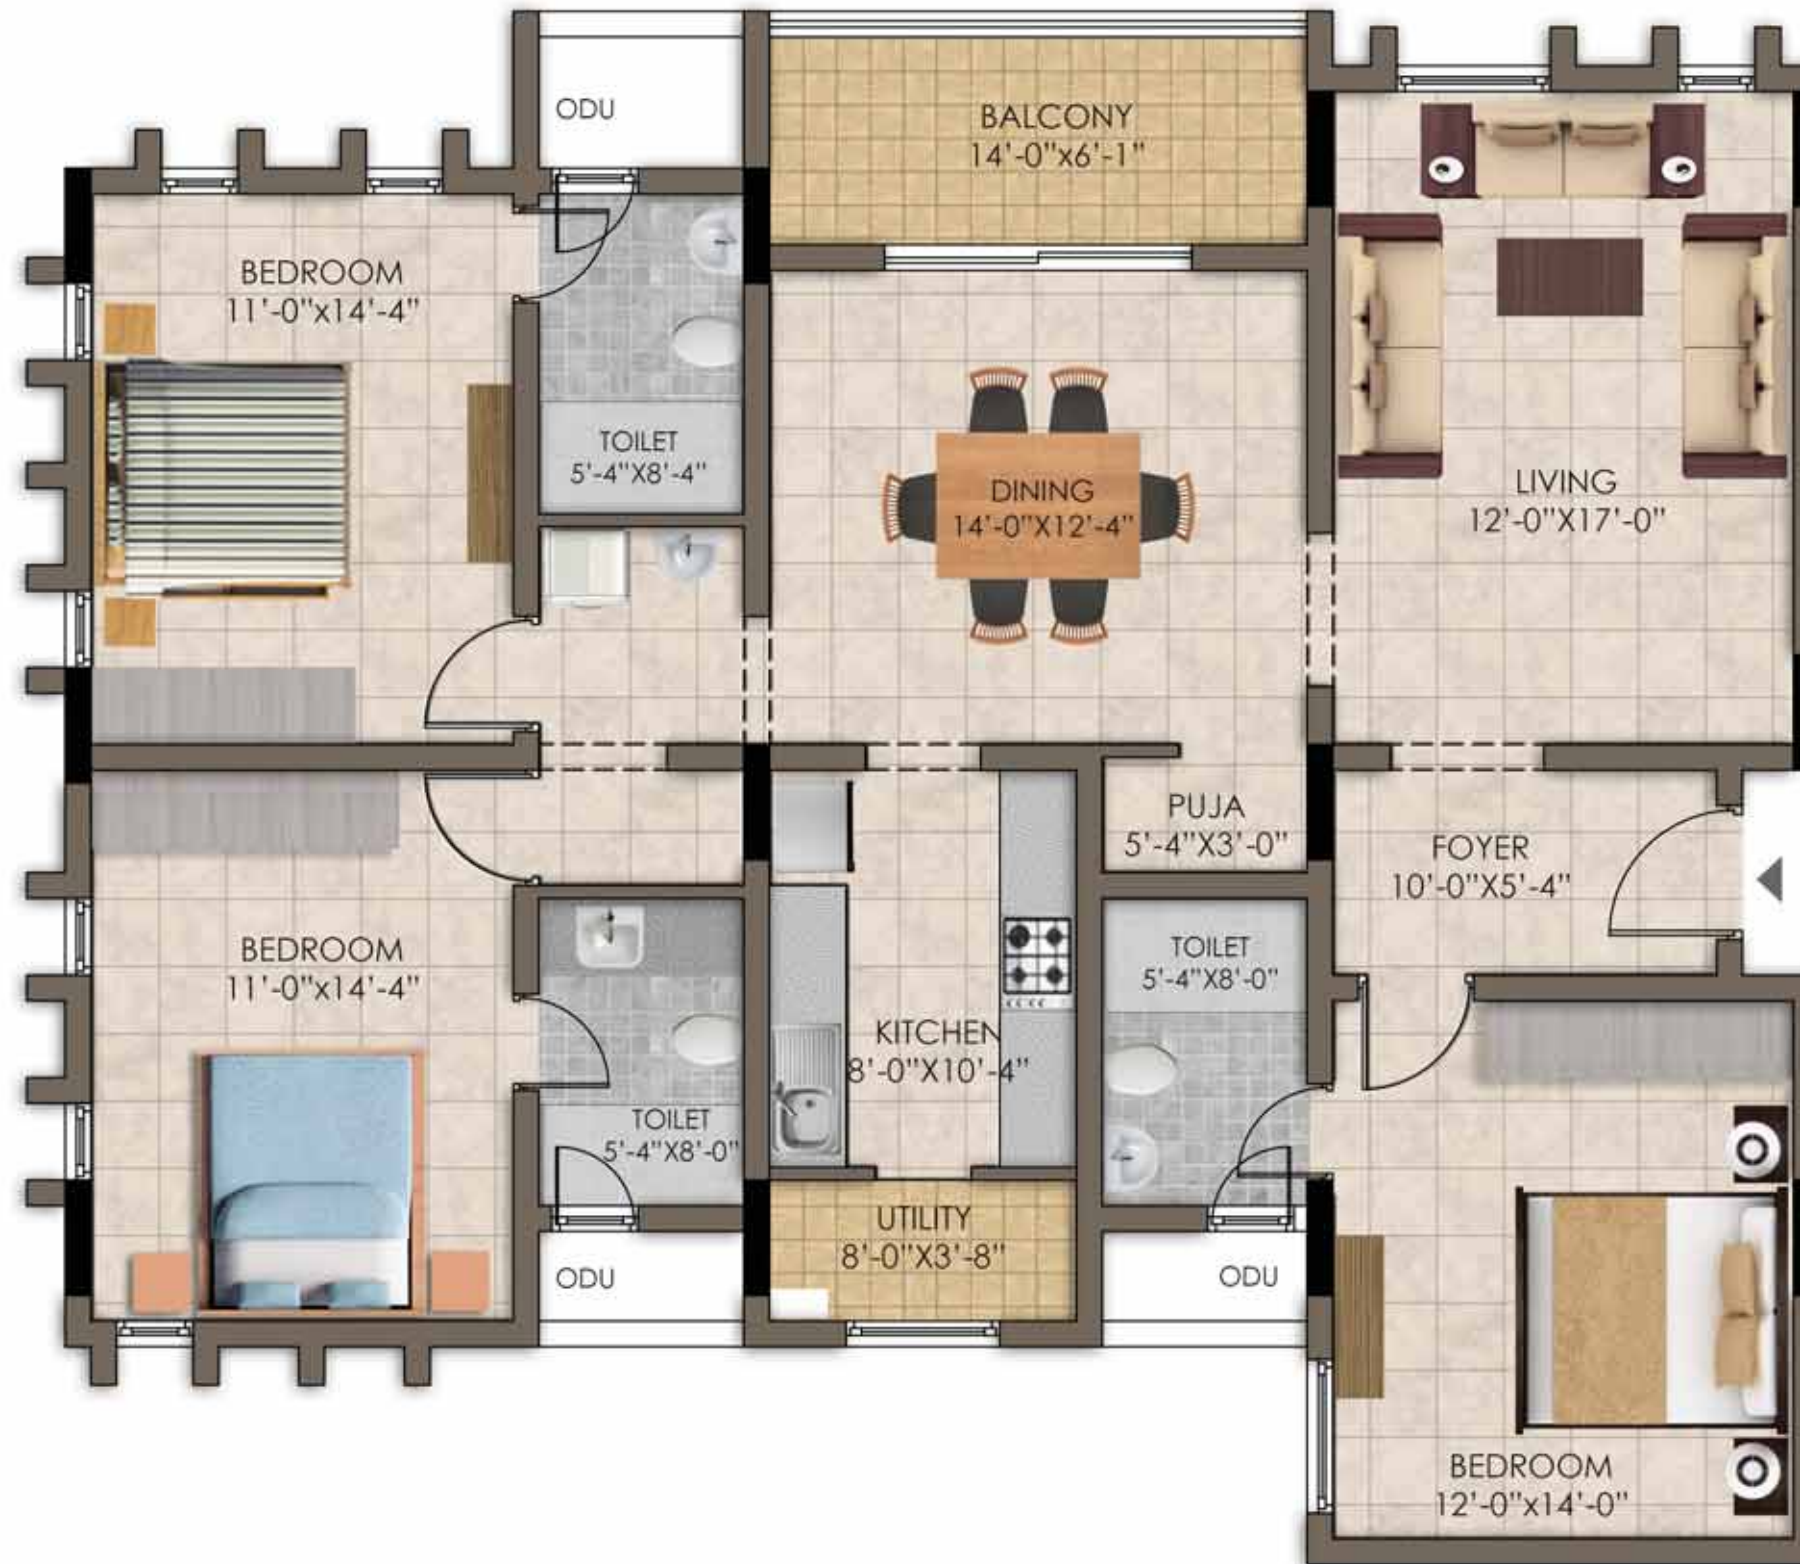 ODU
BALCONY
14'-0"x6'-1"
BEDROOM
11'-0"x14'-4"
TOILET
5'-4"X8'-4"
DINING
14'-0"X12'-4"
LIVING
12'-0"X17'-0"
PUJA
5'-4"X3'-0"
FOYER
10'-0"X5'-4"
BEDROOM
11'-0"x14'-4"
TOILET
5'-4"X8'-0"
KITCHEN
8'-0"X10'-4"
TOILET
5'-4"X8'-0"
UTILITY
8'-0"X3'-8"
ODU
ODU
BEDROOM
12'-0"x14'-0"